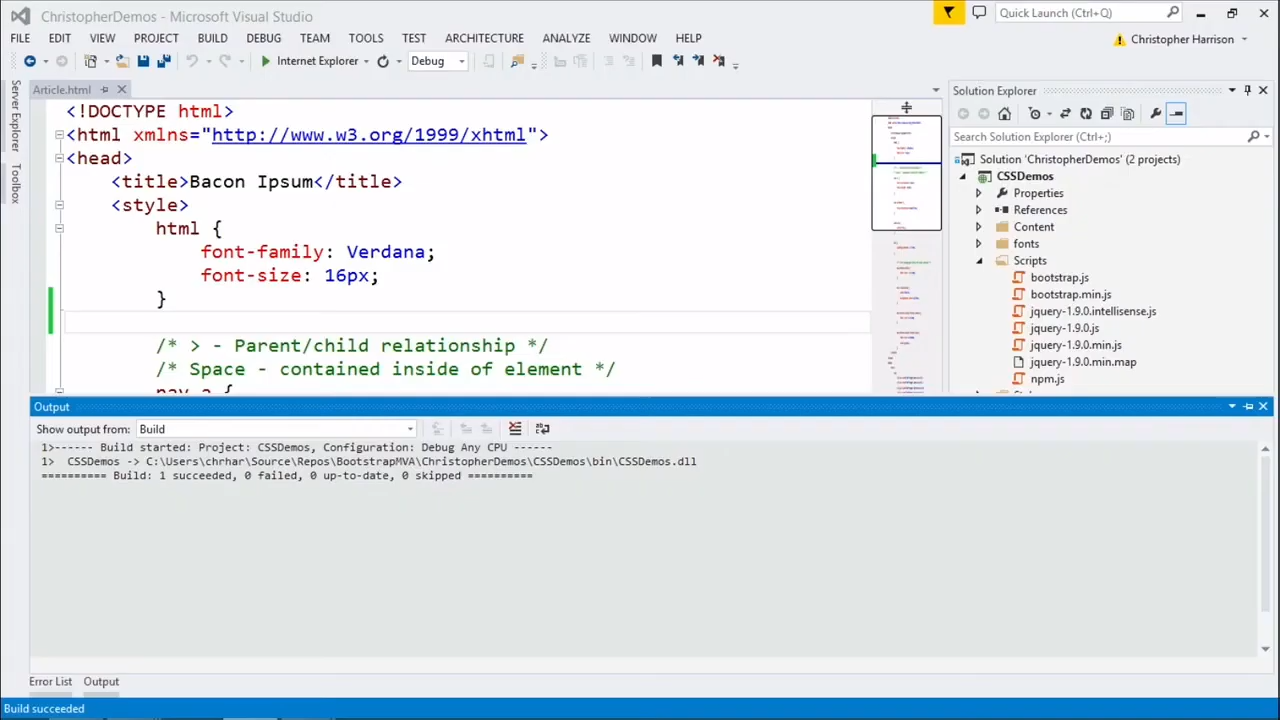 ChristopherDemos - Microsoft Visual Studio
Quick Launch (Ctrl+Q)
FILE EDIT VIEW PROJECT BUILD DEBUG TEAM TOOLS TEST ARCHITECTURE ANALYZE WINDOW HELP
Christopher Harrison
Internet Explorer
Debug
Server Explorer
Toolbox
Article.html
<!DOCTYPE html>
<html xmlns="http://www.w3.org/1999/xhtml">
<head>
<title>Bacon Ipsum</title>
<style>
html {
font-family: Verdana;
font-size: 16px;
}
/* > - Parent/child relationship */
/* Space - contained inside of element */
nav a {
Solution Explorer
Search Solution Explorer (Ctrl+;)
Solution 'ChristopherDemos' (2 projects)
CSSDemos
Properties
References
Content
fonts
Scripts
bootstrap.js
bootstrap.min.js
jquery-1.9.0.intellisense.js
jquery-1.9.0.js
jquery-1.9.0.min.js
jquery-1.9.0.min.map
npm.js
Output
Show output from: Build
1>------ Build started: Project: CSSDemos, Configuration: Debug Any CPU ------
1>  CSSDemos -> C:\Users\chrhar\Source\Repos\BootstrapMVA\ChristopherDemos\CSSDemos\bin\CSSDemos.dll
========== Build: 1 succeeded, 0 failed, 0 up-to-date, 0 skipped ==========
Error List Output
Build succeeded